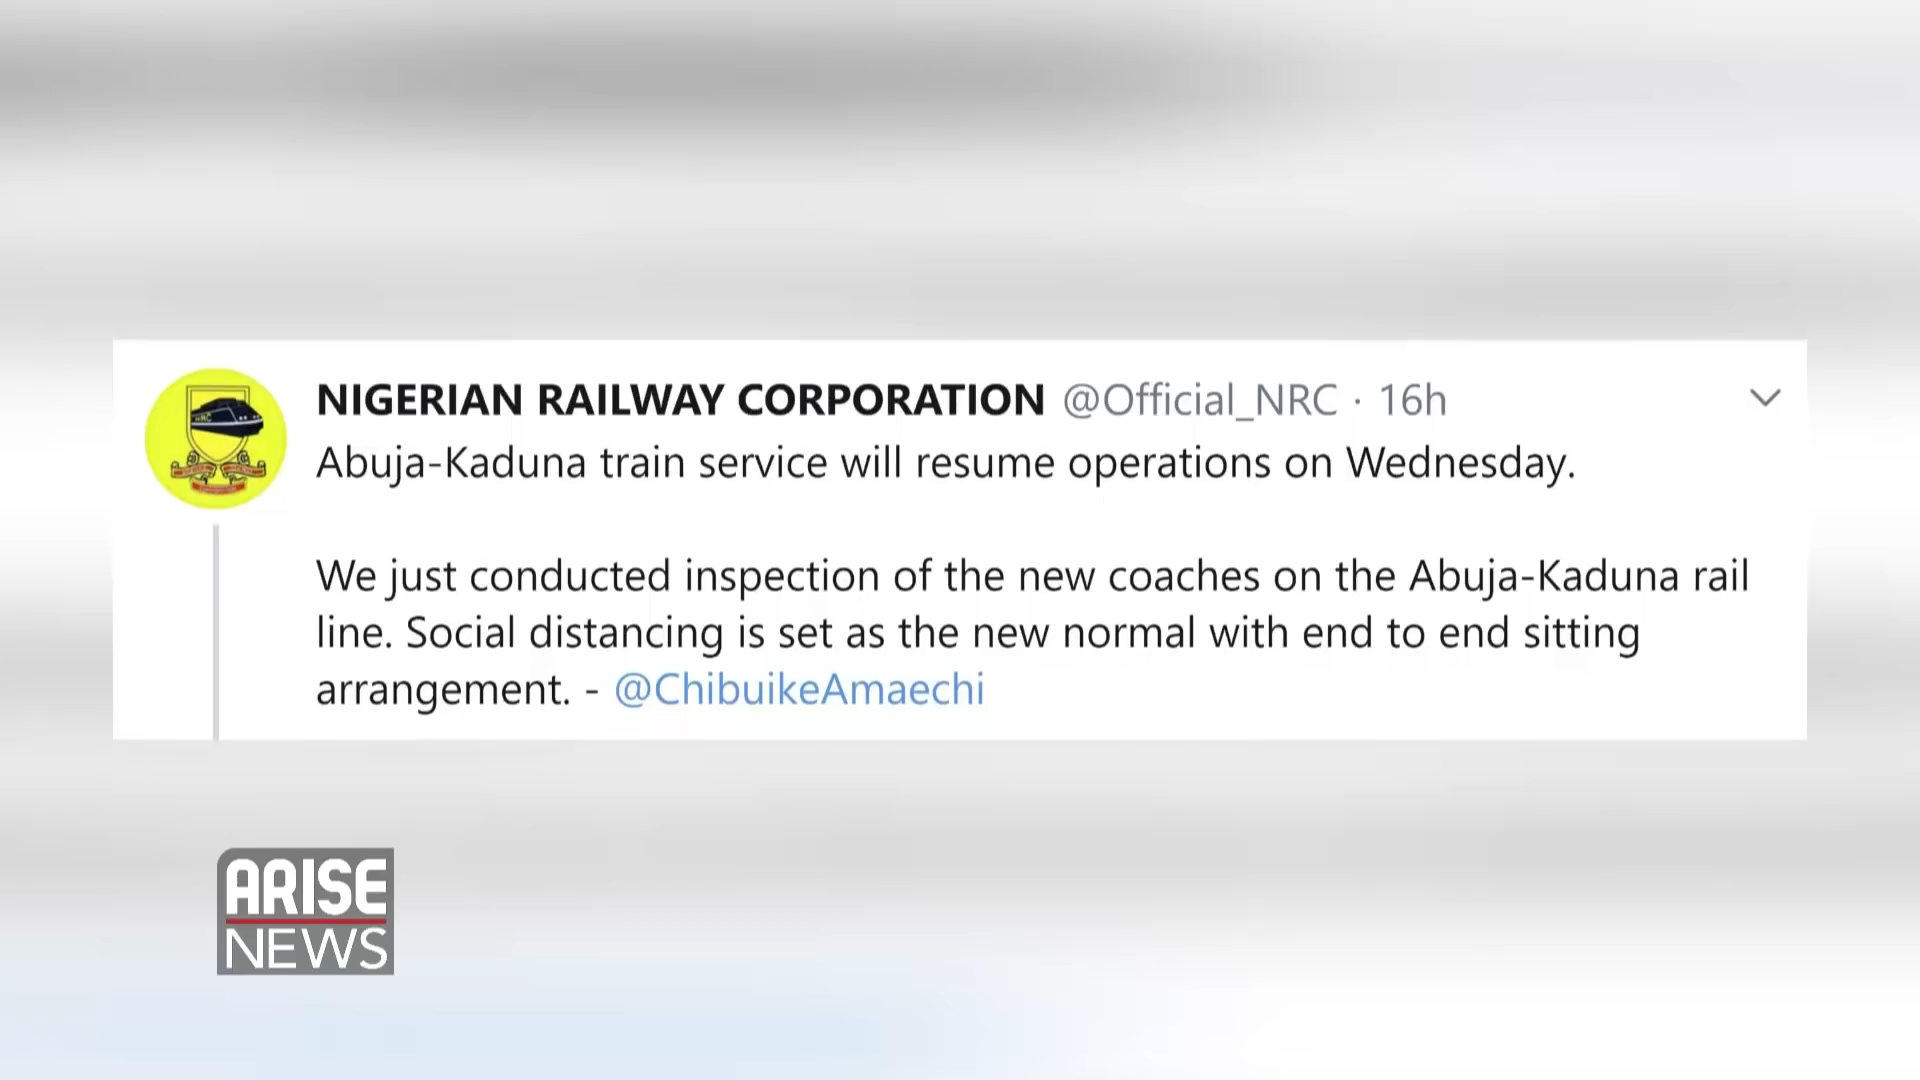 NIGERIAN RAILWAY CORPORATION @Official_NRC · 16h
Abuja-Kaduna train service will resume operations on Wednesday.
We just conducted inspection of the new coaches on the Abuja-Kaduna rail
line. Social distancing is set as the new normal with end to end sitting
arrangement. - @ChibuikeAmaechi
ARISE
NEWS